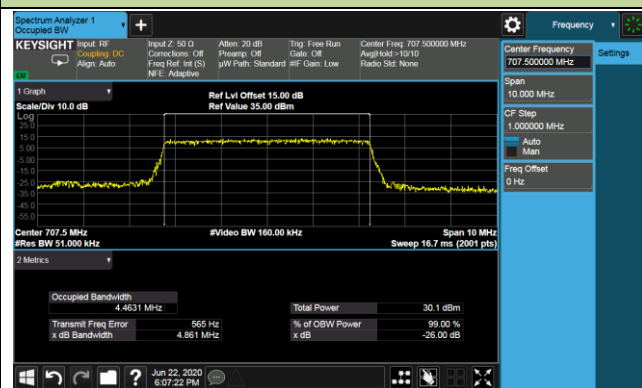 Spectrum Analyzer 1
Occupied BW
Frequency
KEYSIGHT
Input: RF
Coupling: DC
Align: Auto
Input Z: 50 Ω
Corrections: Off
Freq Ref: Int (S)
NFE: Adaptive
Atten: 20 dB
Preamp: Off
µW Path: Standard
Trig: Free Run
Gate: Off
#IF Gain: Low
Center Freq: 707.500000 MHz
Avg|Hold:>10/10
Radio Std: None
Center Frequency
707.500000 MHz
Settings
Span
10.000 MHz
CF Step
1.000000 MHz
Auto
Man
Freq Offset
0 Hz
1 Graph
Scale/Div 10.0 dB
Ref Lvl Offset 15.00 dB
Ref Value 35.00 dBm
Log
25.0
15.0
5.00
-5.00
-15.0
-25.0
-35.0
-45.0
-55.0
Center 707.5 MHz
#Video BW 160.00 kHz
Span 10 MHz
#Res BW 51.000 kHz
Sweep 16.7 ms (2001 pts)
2 Metrics
Occupied Bandwidth
4.4631 MHz
Total Power
30.1 dBm
Transmit Freq Error
565 Hz
% of OBW Power
99.00 %
x dB Bandwidth
4.861 MHz
x dB
-26.00 dB
Jun 22, 2020
6:07:22 PM